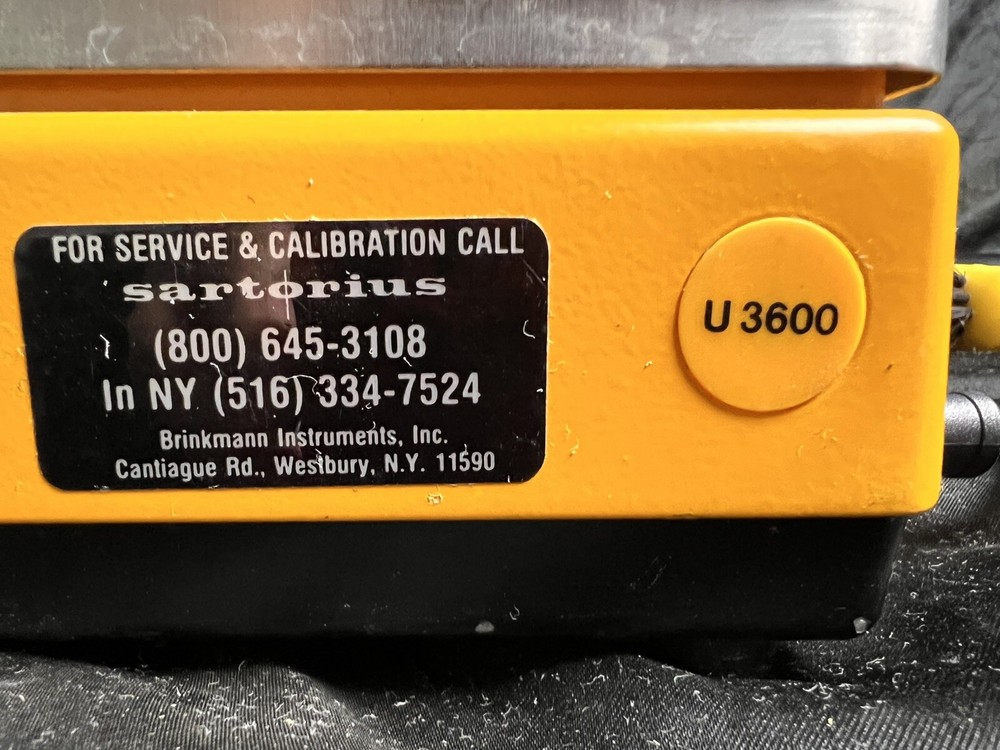 FOR SERVICE & CALIBRATION CALL
sartorius
(800) 645-3108
In NY (516) 334-7524
Brinkmann Instruments, Inc.
Cantiague Rd., Westbury, N.Y. 11590
U 3600